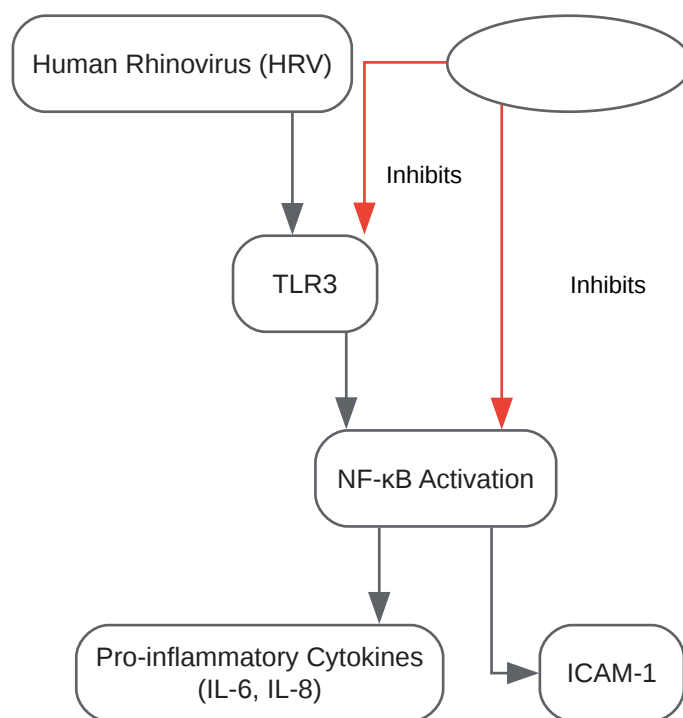 Human Rhinovirus (HRV)
Inhibits
TLR3
Inhibits
NF-κB Activation
Pro-inflammatory Cytokines
(IL-6, IL-8)
ICAM-1